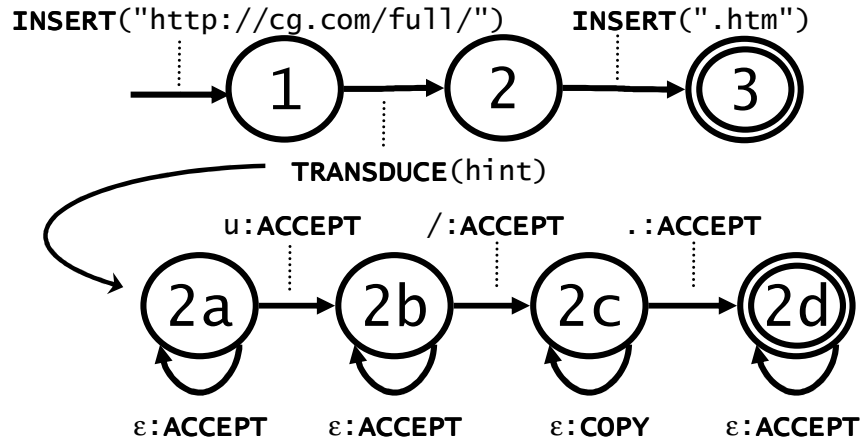 INSERT("http://cg.com/full/") INSERT(".htm")
1 2 3
TRANSDUCE(hint)
u:ACCEPT /:ACCEPT .:ACCEPT
2a 2b 2c 2d
ε:ACCEPT ε:ACCEPT ε:COPY ε:ACCEPT